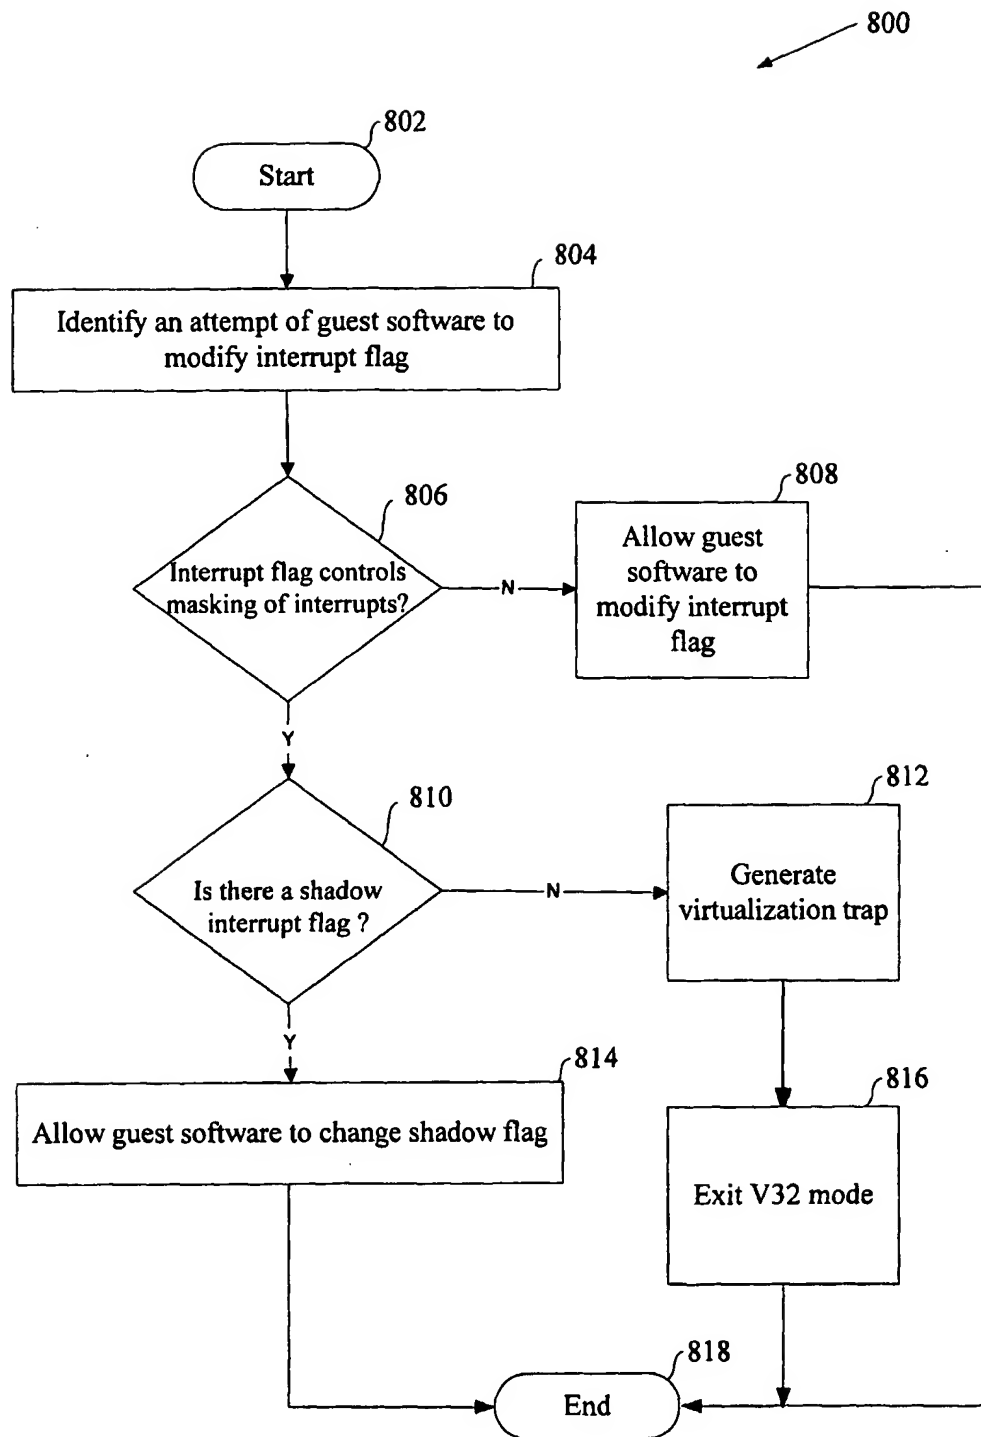 800
802
Start
804
Identify an attempt of guest software to
modify interrupt flag
806
Interrupt flag controls
masking of interrupts?
N
808
Allow guest
software to
modify interrupt
flag
Y
810
Is there a shadow
interrupt flag ?
N
812
Generate
virtualization trap
Y
814
Allow guest software to change shadow flag
816
Exit V32 mode
818
End